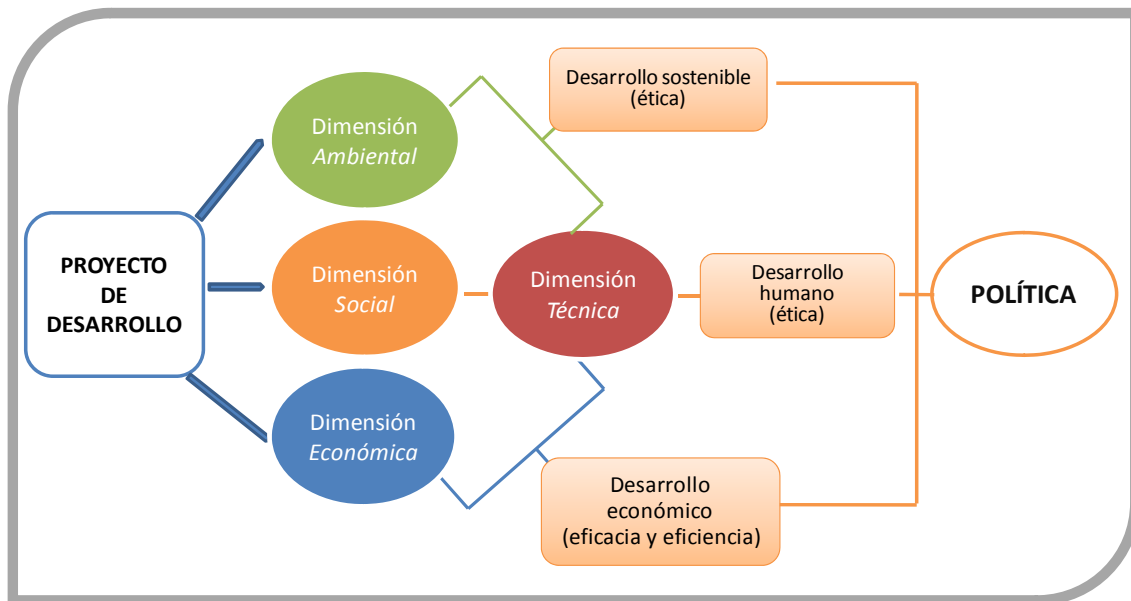 PROYECTO
DE
DESARROLLO
Dimensión
Ambiental
Dimensión
Social
Dimensión
Económica
Dimensión
Técnica
Desarrollo sostenible
(ética)
Desarrollo
humano
(ética)
Desarrollo
económico
(eficacia y eficiencia)
POLÍTICA